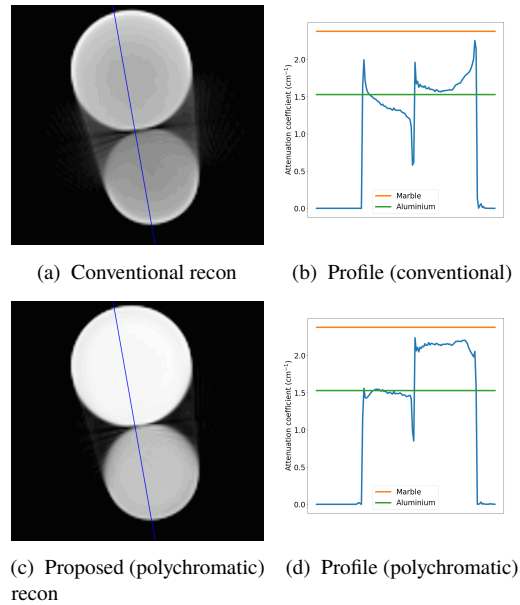 Attenuation coefficient (cm⁻¹)
2.0
1.5
1.0
0.5
0.0
Marble
Aluminium
(a) Conventional recon
(b) Profile (conventional)
Attenuation coefficient (cm⁻¹)
2.0
1.5
1.0
0.5
0.0
Marble
Aluminium
(c) Proposed (polychromatic)
recon
(d) Profile (polychromatic)